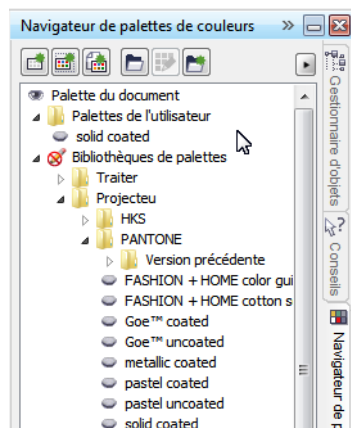 Navigateur de palettes de couleurs
Palette du document
Palettes de l'utilisateur
solid coated
Bibliothèques de palettes
Traiter
Projecteu
HKS
PANTONE
Version précédente
FASHION + HOME color gui
FASHION + HOME cotton s
Goe™ coated
Goe™ uncoated
metallic coated
pastel coated
pastel uncoated
solid coated
Gestionnaire d'objets
Conseils
Navigateur de p